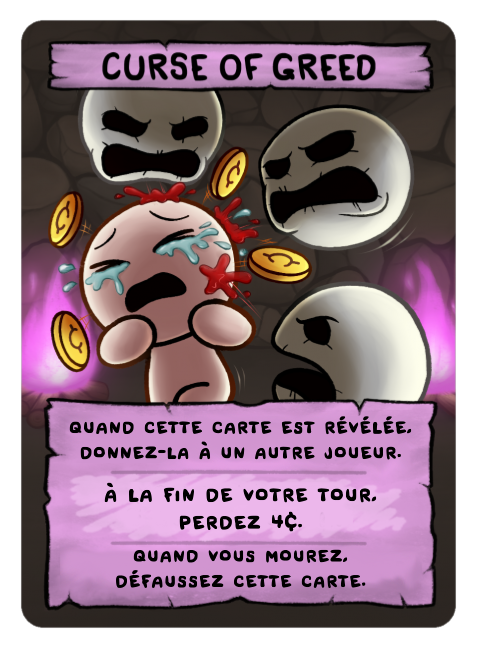 CURSE OF GREED
QUAND CETTE CARTE EST RÉVÉLÉE,
DONNEZ-LA À UN AUTRE JOUEUR.
À LA FIN DE VOTRE TOUR,
PERDEZ 4¢.
QUAND VOUS MOUREZ,
DÉFAUSSEZ CETTE CARTE.